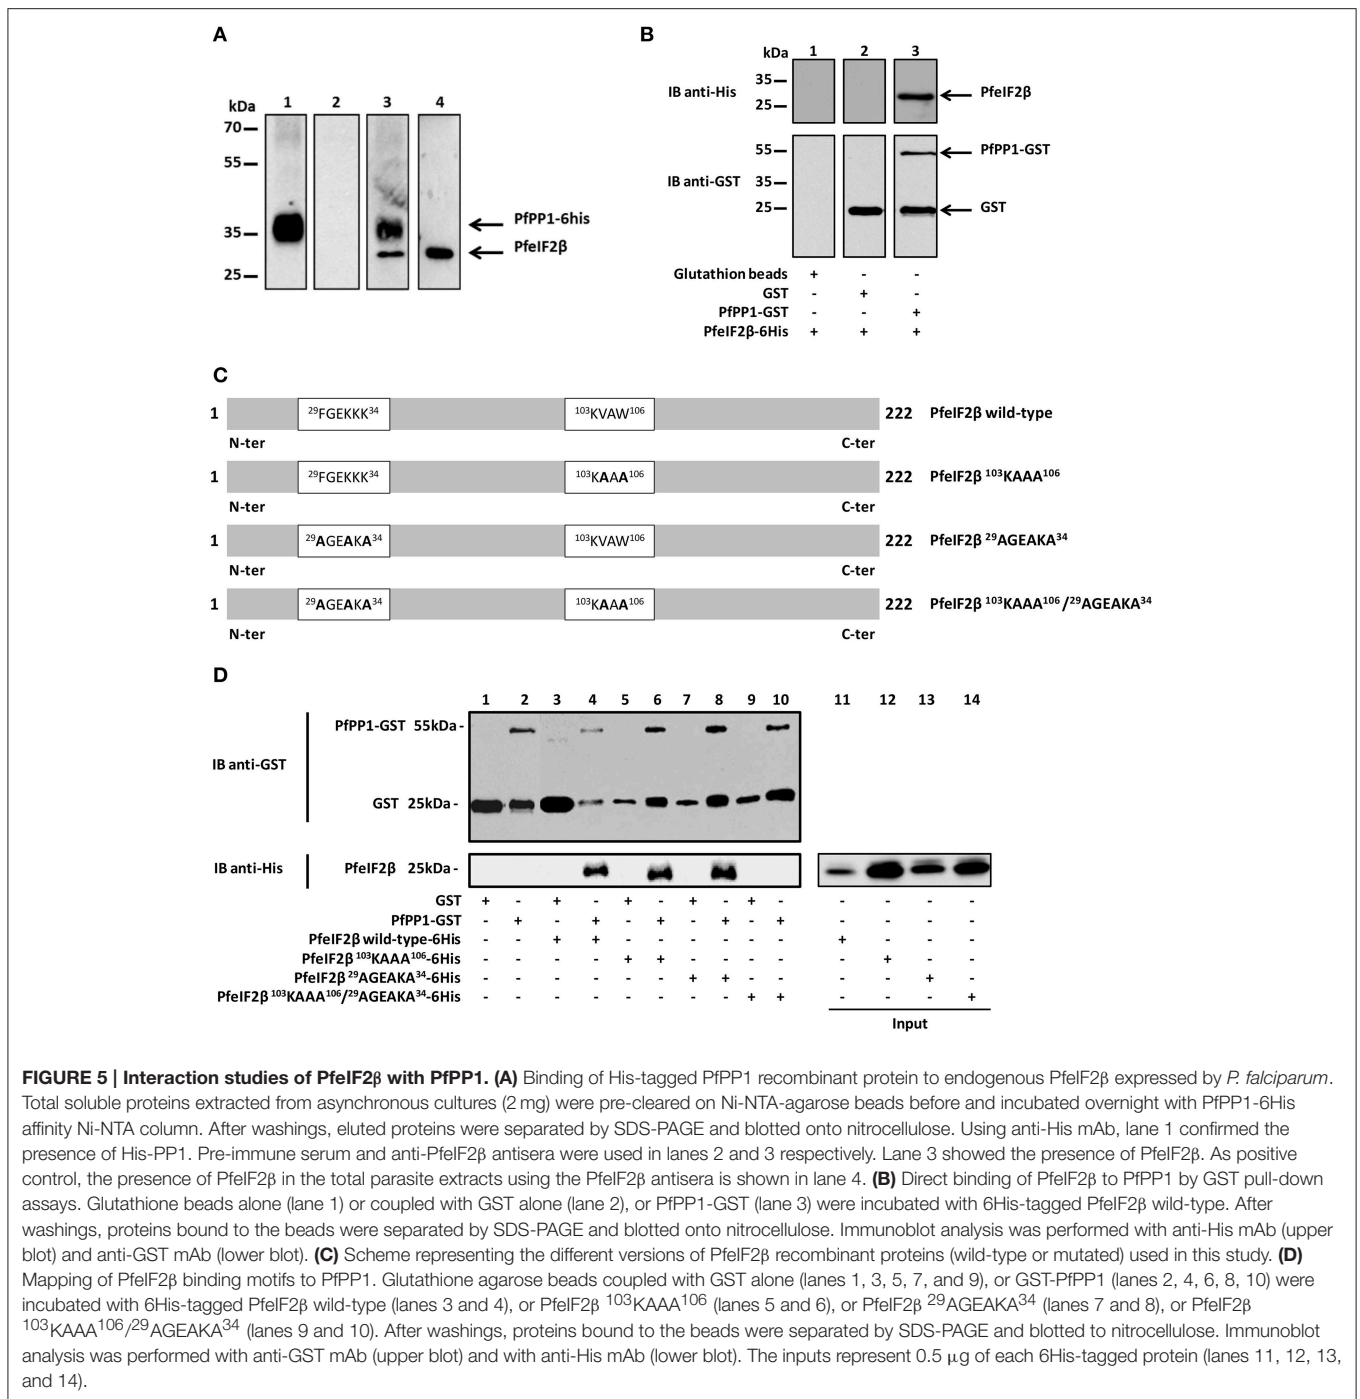 A
kDa 1 2 3 4
70
55
35
25
PfPP1-6his
PfeIF2β
B
kDa 1 2 3
IB anti-His
35
25
PfeIF2β
IB anti-GST
55
35
25
PfPP1-GST
GST
Glutathion beads + - -
GST - + -
PfPP1-GST - - +
PfeIF2β-6His + + +
C
1 ²⁹FGEKKK³⁴ ¹⁰³KVAW¹⁰⁶ 222 PfeIF2β wild-type
N-ter C-ter
1 ²⁹FGEKKK³⁴ ¹⁰³KAAA¹⁰⁶ 222 PfeIF2β ¹⁰³KAAA¹⁰⁶
N-ter C-ter
1 ²⁹AGEAKA³⁴ ¹⁰³KVAW¹⁰⁶ 222 PfeIF2β ²⁹AGEAKA³⁴
N-ter C-ter
1 ²⁹AGEAKA³⁴ ¹⁰³KAAA¹⁰⁶ 222 PfeIF2β ¹⁰³KAAA¹⁰⁶/²⁹AGEAKA³⁴
N-ter C-ter
D
1 2 3 4 5 6 7 8 9 10 11 12 13 14
PfPP1-GST 55kDa -
IB anti-GST
GST 25kDa -
IB anti-His PfeIF2β 25kDa -
GST + - + - + - + - + - - - - -
PfPP1-GST - + - + - + - + - + - - - -
PfeIF2β wild-type-6His - - + + - - - - - - + - - -
PfeIF2β ¹⁰³KAAA¹⁰⁶-6His - - - - + + - - - - - + - -
PfeIF2β ²⁹AGEAKA³⁴-6His - - - - - - + + - - - - + -
PfeIF2β ¹⁰³KAAA¹⁰⁶/²⁹AGEAKA³⁴-6His - - - - - - - - + + - - - +
Input
FIGURE 5 | Interaction studies of PfeIF2β with PfPP1. (A) Binding of His-tagged PfPP1 recombinant protein to endogenous PfeIF2β expressed by P. falciparum.
Total soluble proteins extracted from asynchronous cultures (2 mg) were pre-cleared on Ni-NTA-agarose beads before and incubated overnight with PfPP1-6His
affinity Ni-NTA column. After washings, eluted proteins were separated by SDS-PAGE and blotted onto nitrocellulose. Using anti-His mAb, lane 1 confirmed the
presence of His-PP1. Pre-immune serum and anti-PfeIF2β antisera were used in lanes 2 and 3 respectively. Lane 3 showed the presence of PfeIF2β. As positive
control, the presence of PfeIF2β in the total parasite extracts using the PfeIF2β antisera is shown in lane 4. (B) Direct binding of PfeIF2β to PfPP1 by GST pull-down
assays. Glutathione beads alone (lane 1) or coupled with GST alone (lane 2), or PfPP1-GST (lane 3) were incubated with 6His-tagged PfeIF2β wild-type. After
washings, proteins bound to the beads were separated by SDS-PAGE and blotted onto nitrocellulose. Immunoblot analysis was performed with anti-His mAb (upper
blot) and anti-GST mAb (lower blot). (C) Scheme representing the different versions of PfeIF2β recombinant proteins (wild-type or mutated) used in this study. (D)
Mapping of PfeIF2β binding motifs to PfPP1. Glutathione agarose beads coupled with GST alone (lanes 1, 3, 5, 7, and 9), or GST-PfPP1 (lanes 2, 4, 6, 8, 10) were
incubated with 6His-tagged PfeIF2β wild-type (lanes 3 and 4), or PfeIF2β ¹⁰³KAAA¹⁰⁶ (lanes 5 and 6), or PfeIF2β ²⁹AGEAKA³⁴ (lanes 7 and 8), or PfeIF2β
¹⁰³KAAA¹⁰⁶/²⁹AGEAKA³⁴ (lanes 9 and 10). After washings, proteins bound to the beads were separated by SDS-PAGE and blotted to nitrocellulose. Immunoblot
analysis was performed with anti-GST mAb (upper blot) and with anti-His mAb (lower blot). The inputs represent 0.5 μg of each 6His-tagged protein (lanes 11, 12, 13,
and 14).